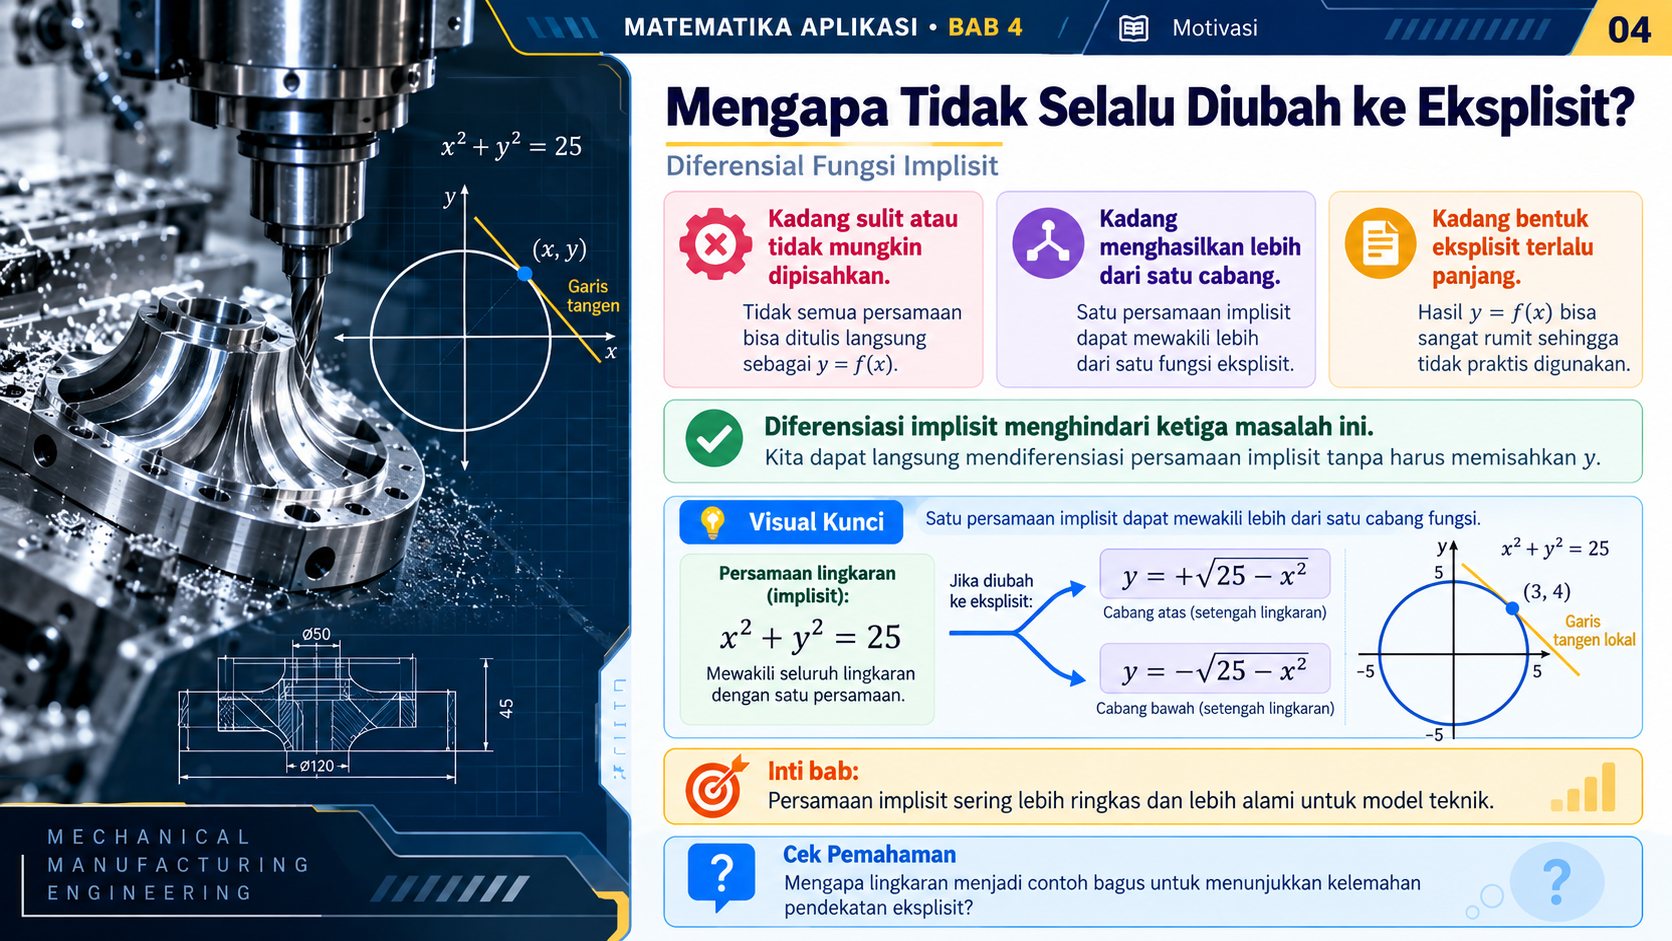 MATEMATIKA APLIKASI • BAB 4
Motivasi
04
x² + y² = 25
y
(x, y)
Garis
tangen
x
Ø50
45
Ø120
MECHANICAL
MANUFACTURING
ENGINEERING
Mengapa Tidak Selalu Diubah ke Eksplisit?
Diferensial Fungsi Implisit
Kadang sulit atau
tidak mungkin
dipisahkan.
Tidak semua persamaan
bisa ditulis langsung
sebagai y = f(x).
Kadang
menghasilkan lebih
dari satu cabang.
Satu persamaan implisit
dapat mewakili lebih
dari satu fungsi eksplisit.
Kadang bentuk
eksplisit terlalu
panjang.
Hasil y = f(x) bisa
sangat rumit sehingga
tidak praktis digunakan.
Diferensiasi implisit menghindari ketiga masalah ini.
Kita dapat langsung mendiferensiasi persamaan implisit tanpa harus memisahkan y.
Visual Kunci
Satu persamaan implisit dapat mewakili lebih dari satu cabang fungsi.
Persamaan lingkaran
(implisit):
x² + y² = 25
Mewakili seluruh lingkaran
dengan satu persamaan.
Jika diubah
ke eksplisit:
y = +√25 − x²
Cabang atas (setengah lingkaran)
y = −√25 − x²
Cabang bawah (setengah lingkaran)
y
x² + y² = 25
5
(3, 4)
Garis
tangen lokal
−5
5
−5
Inti bab:
Persamaan implisit sering lebih ringkas dan lebih alami untuk model teknik.
Cek Pemahaman
Mengapa lingkaran menjadi contoh bagus untuk menunjukkan kelemahan
pendekatan eksplisit?